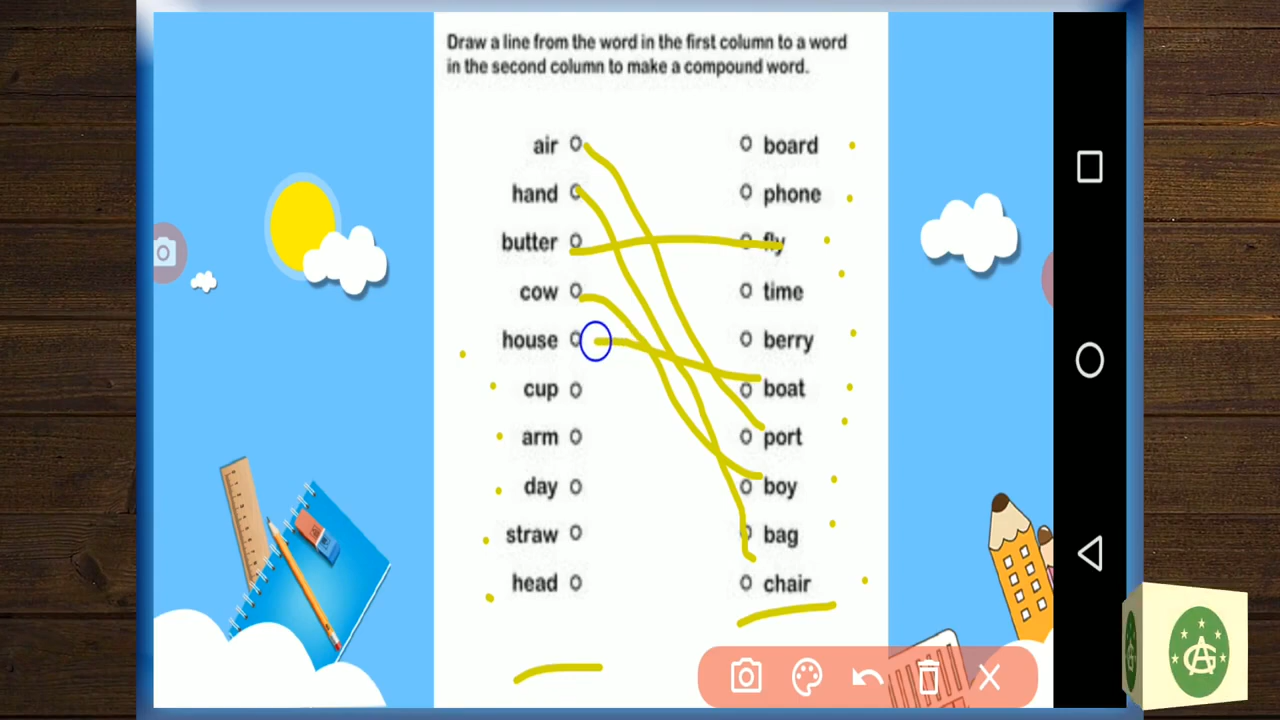 Draw a line from the word in the first column to a word
in the second column to make a compound word.
air board
hand phone
butter fly
cow time
house berry
cup boat
arm port
day boy
straw bag
head chair